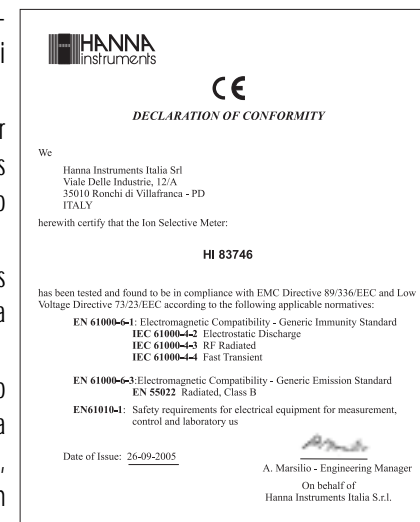 -
i
r
s
o
s
a
o
a
,
n
HANNA
instruments
CE
DECLARATION OF CONFORMITY
We
Hanna Instruments Italia Srl
Viale Delle Industrie, 12/A
35010 Ronchi di Villafranca - PD
ITALY
herewith certify that the Ion Selective Meter:
HI 83746
has been tested and found to be in compliance with EMC Directive 89/336/EEC and Low
Voltage Directive 73/23/EEC according to the following applicable normatives:
EN 61000-6-1: Electromagnetic Compatibility - Generic Immunity Standard
IEC 61000-4-2 Electrostatic Discharge
IEC 61000-4-3 RF Radiated
IEC 61000-4-4 Fast Transient
EN 61000-6-3:Electromagnetic Compatibility - Generic Emission Standard
EN 55022 Radiated, Class B
EN61010-1: Safety requirements for electrical equipment for measurement,
control and laboratory us
Date of Issue: 26-09-2005
A. Marsilio - Engineering Manager
On behalf of
Hanna Instruments Italia S.r.l.